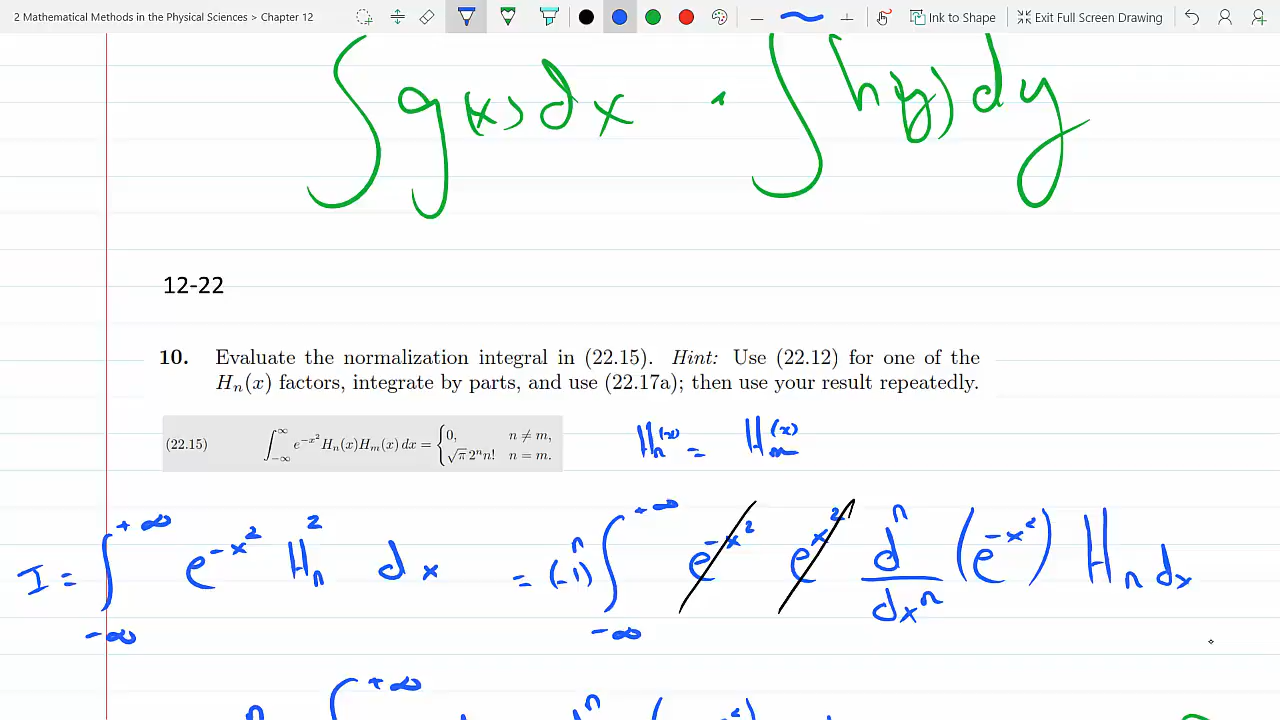 2 Mathematical Methods in the Physical Sciences > Chapter 12
Ink to Shape
Exit Full Screen Drawing
∫ g(x) dx · ∫ h(y) dy
12-22
10. Evaluate the normalization integral in (22.15). Hint: Use (22.12) for one of the
Hn(x) factors, integrate by parts, and use (22.17a); then use your result repeatedly.
(22.15) ∫_{-∞}^{∞} e^{-x²} Hn(x)Hm(x) dx = { 0, n ≠ m,
√π 2ⁿn! n = m.
Hn(x) = Hm(x)
I = ∫_{-∞}^{+∞} e^{-x²} Hn² dx = (-1)ⁿ ∫_{-∞}^{+∞} e^{-x²} e^{x²} dⁿ/dxⁿ (e^{-x²}) Hn dx